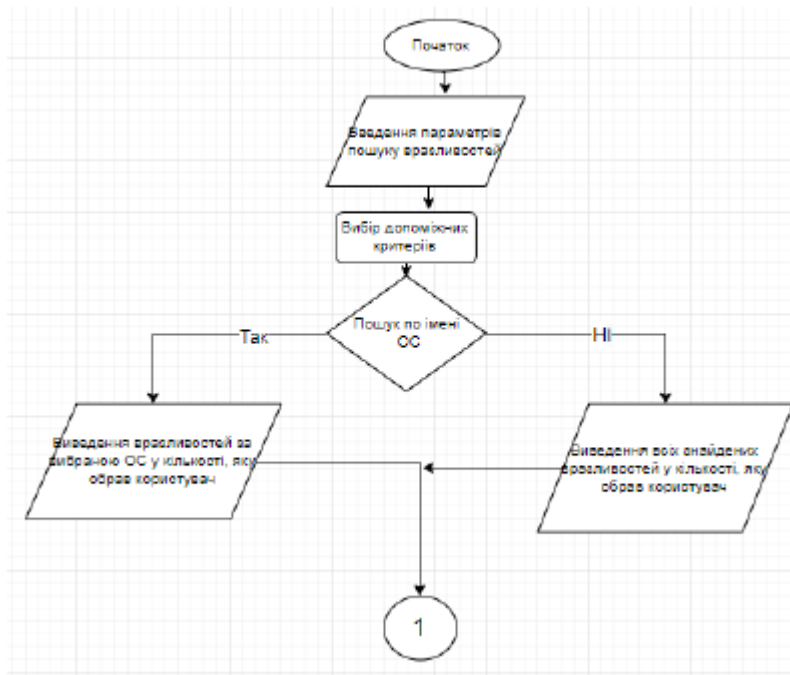 Початок
Введення параметрів
пошуку вразливостей
Вибір допоміжних
критеріїв
Пошук по імені
ОС
Так
Ні
Виведення вразливостей за
вибраною ОС у кількості, яку
обрав користувач
Виведення всіх знайдених
вразливостей у кількості, яку
обрав користувач
1